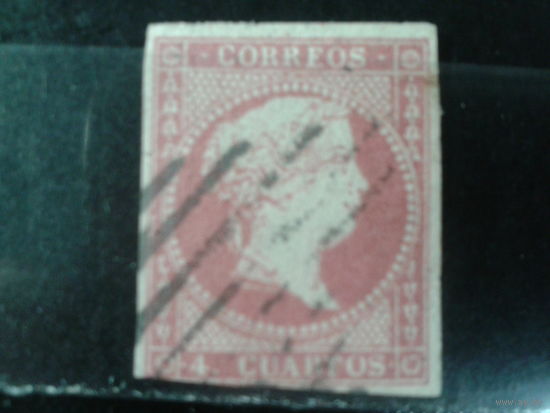 · CORREOS ·
4. CUARTOS